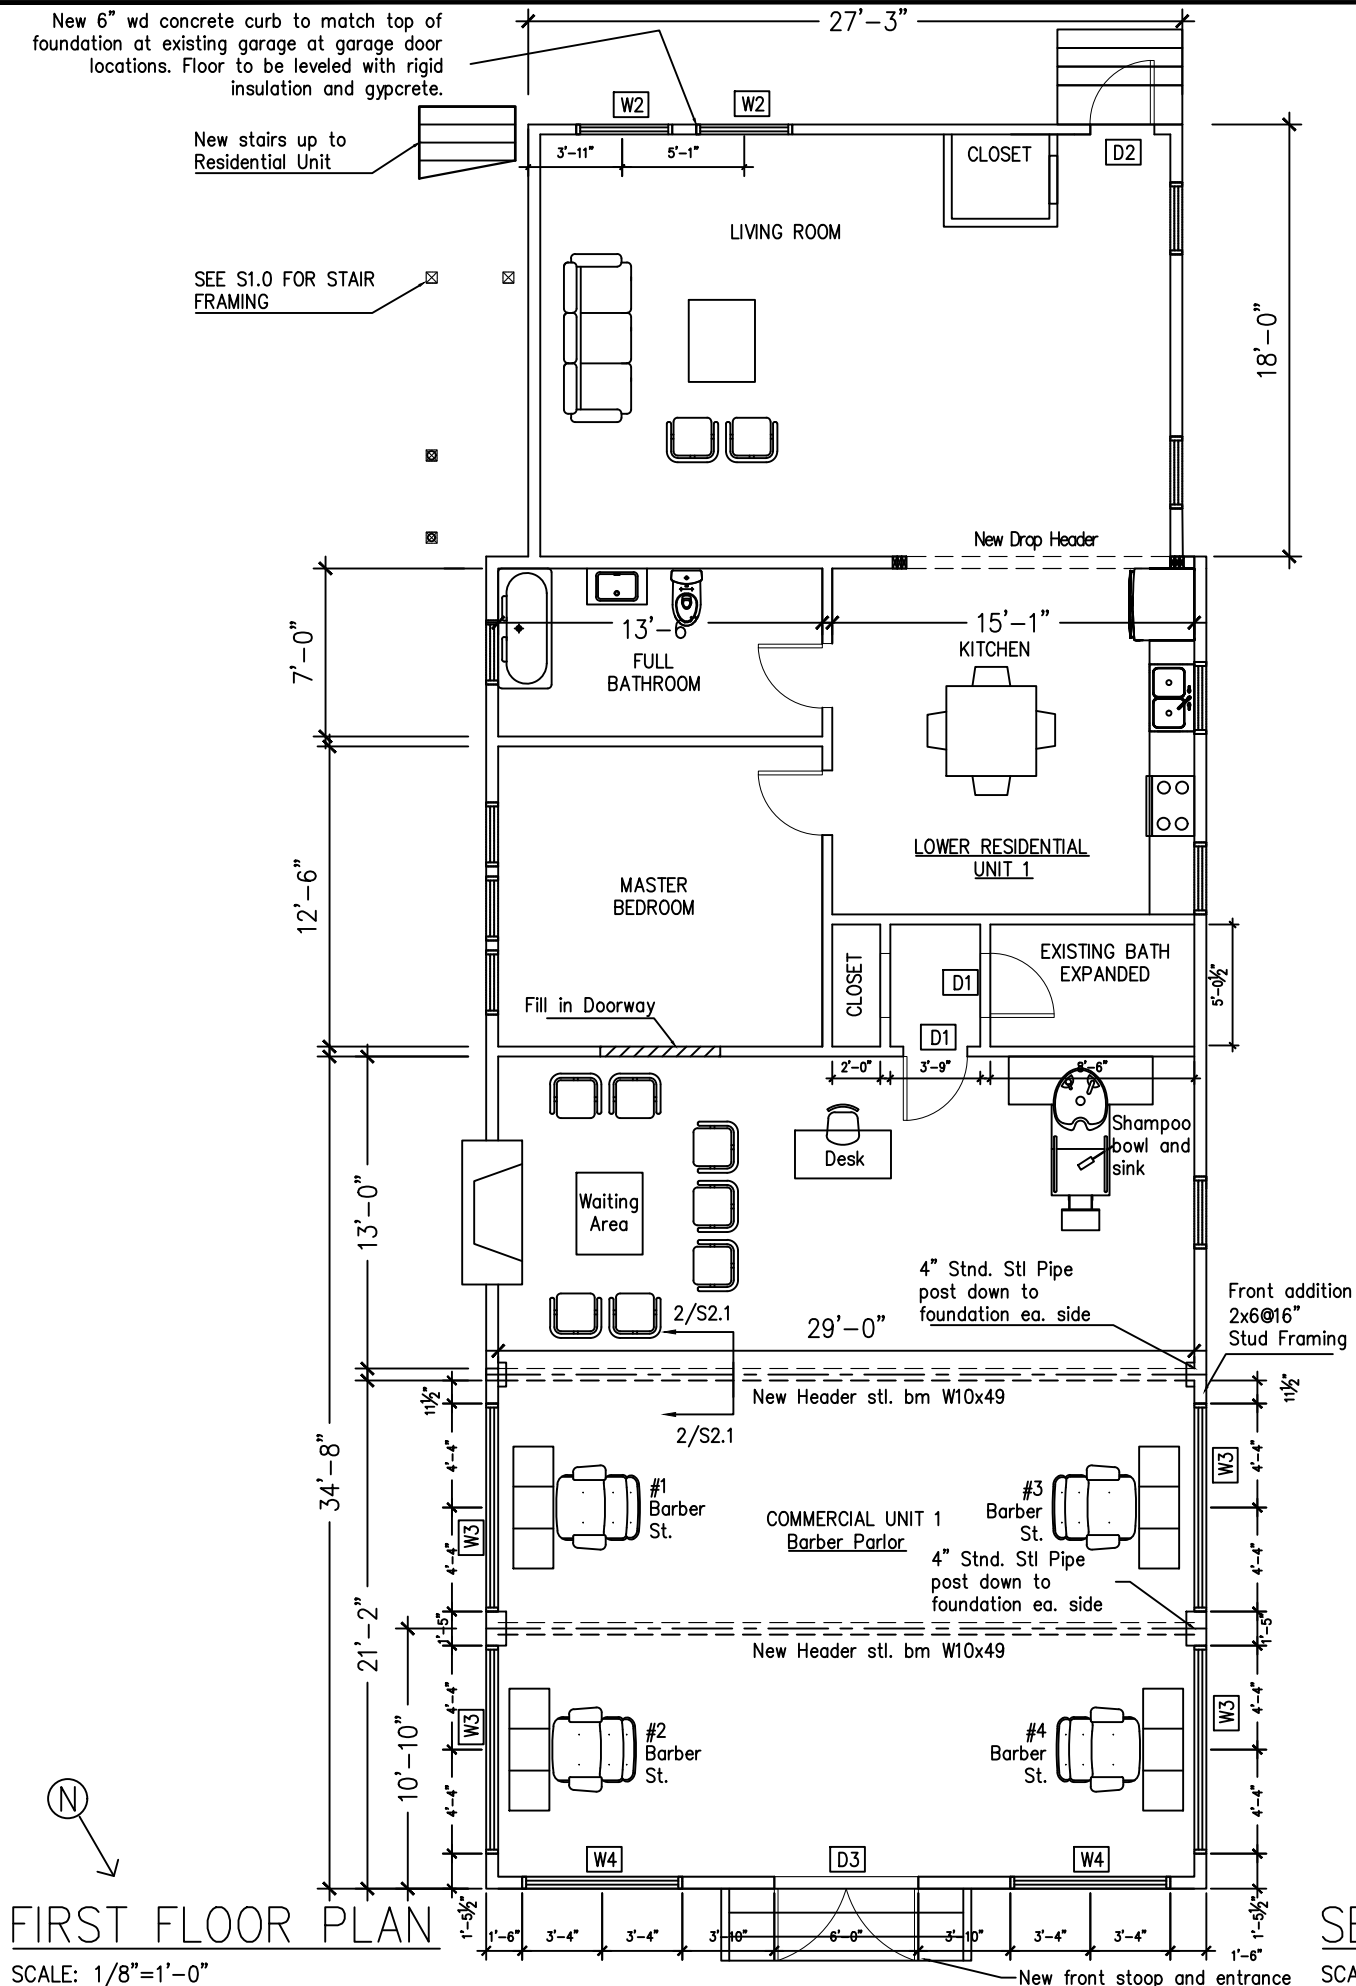 New 6" wd concrete curb to match top of
foundation at existing garage at garage door
locations. Floor to be leveled with rigid
insulation and gypcrete.
27'-3"
W2
W2
New stairs up to
Residential Unit
3'-11"
5'-1"
CLOSET
D2
LIVING ROOM
SEE S1.0 FOR STAIR
FRAMING
18'-0"
New Drop Header
7'-0"
13'-6
15'-1"
FULL
BATHROOM
KITCHEN
12'-6"
MASTER
BEDROOM
LOWER RESIDENTIAL
UNIT 1
CLOSET
D1
EXISTING BATH
EXPANDED
5'-0½"
Fill in Doorway
D1
2'-0"
3'-9"
8'-6"
13'-0"
Waiting
Area
Desk
Shampoo
bowl and
sink
4" Stnd. Stl Pipe
post down to
foundation ea. side
Front addition
2x6@16"
Stud Framing
2/S2.1
29'-0"
New Header stl. bm W10x49
2/S2.1
11½"
11½"
34'-8"
4'-4"
4'-4"
W3
W3
#1
Barber
St.
#3
Barber
St.
COMMERCIAL UNIT 1
Barber Parlor
4'-4"
4'-4"
4" Stnd. Stl Pipe
post down to
foundation ea. side
21'-2"
1'-5"
1'-5"
New Header stl. bm W10x49
10'-10"
4'-4"
4'-4"
W3
W3
#2
Barber
St.
#4
Barber
St.
4'-4"
4'-4"
N
W4
D3
W4
1'-5½"
1'-5½"
1'-6"
3'-4"
3'-4"
3'-10"
6'-0"
3'-10"
3'-4"
3'-4"
1'-6"
FIRST FLOOR PLAN
SCALE: 1/8"=1'-0"
New front stoop and entrance
SE
SCA